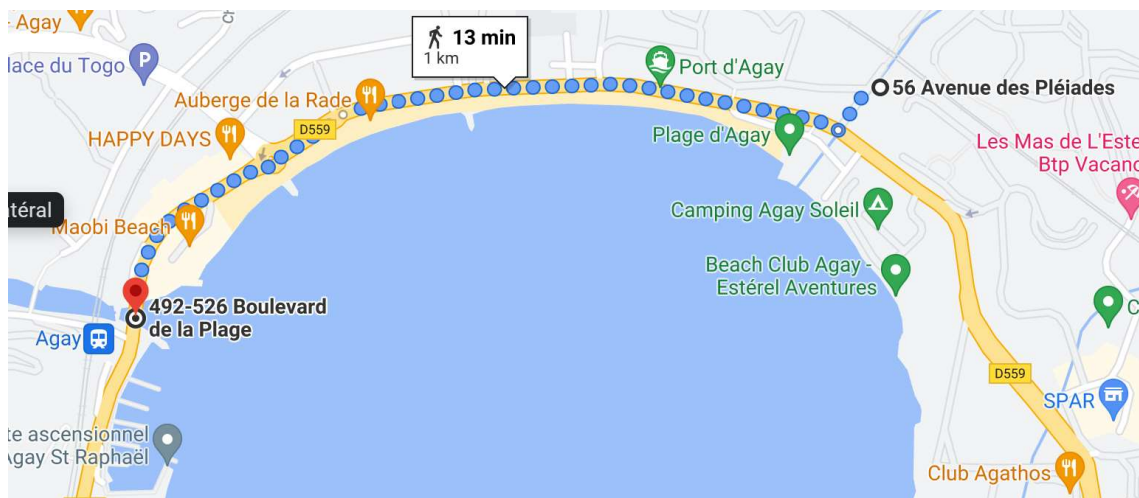 Agay
13 min
1 km
Place du Togo
P
Port d'Agay
56 Avenue des Pléiades
Auberge de la Rade
D559
HAPPY DAYS
Plage d'Agay
Les Mas de L'Este
Btp Vacanc
atéral
Camping Agay Soleil
Maobi Beach
Beach Club Agay -
Estérel Aventures
492-526 Boulevard
de la Plage
C
Agay
D559
SPAR
te ascensionnel
Agay St Raphaël
Club Agathos